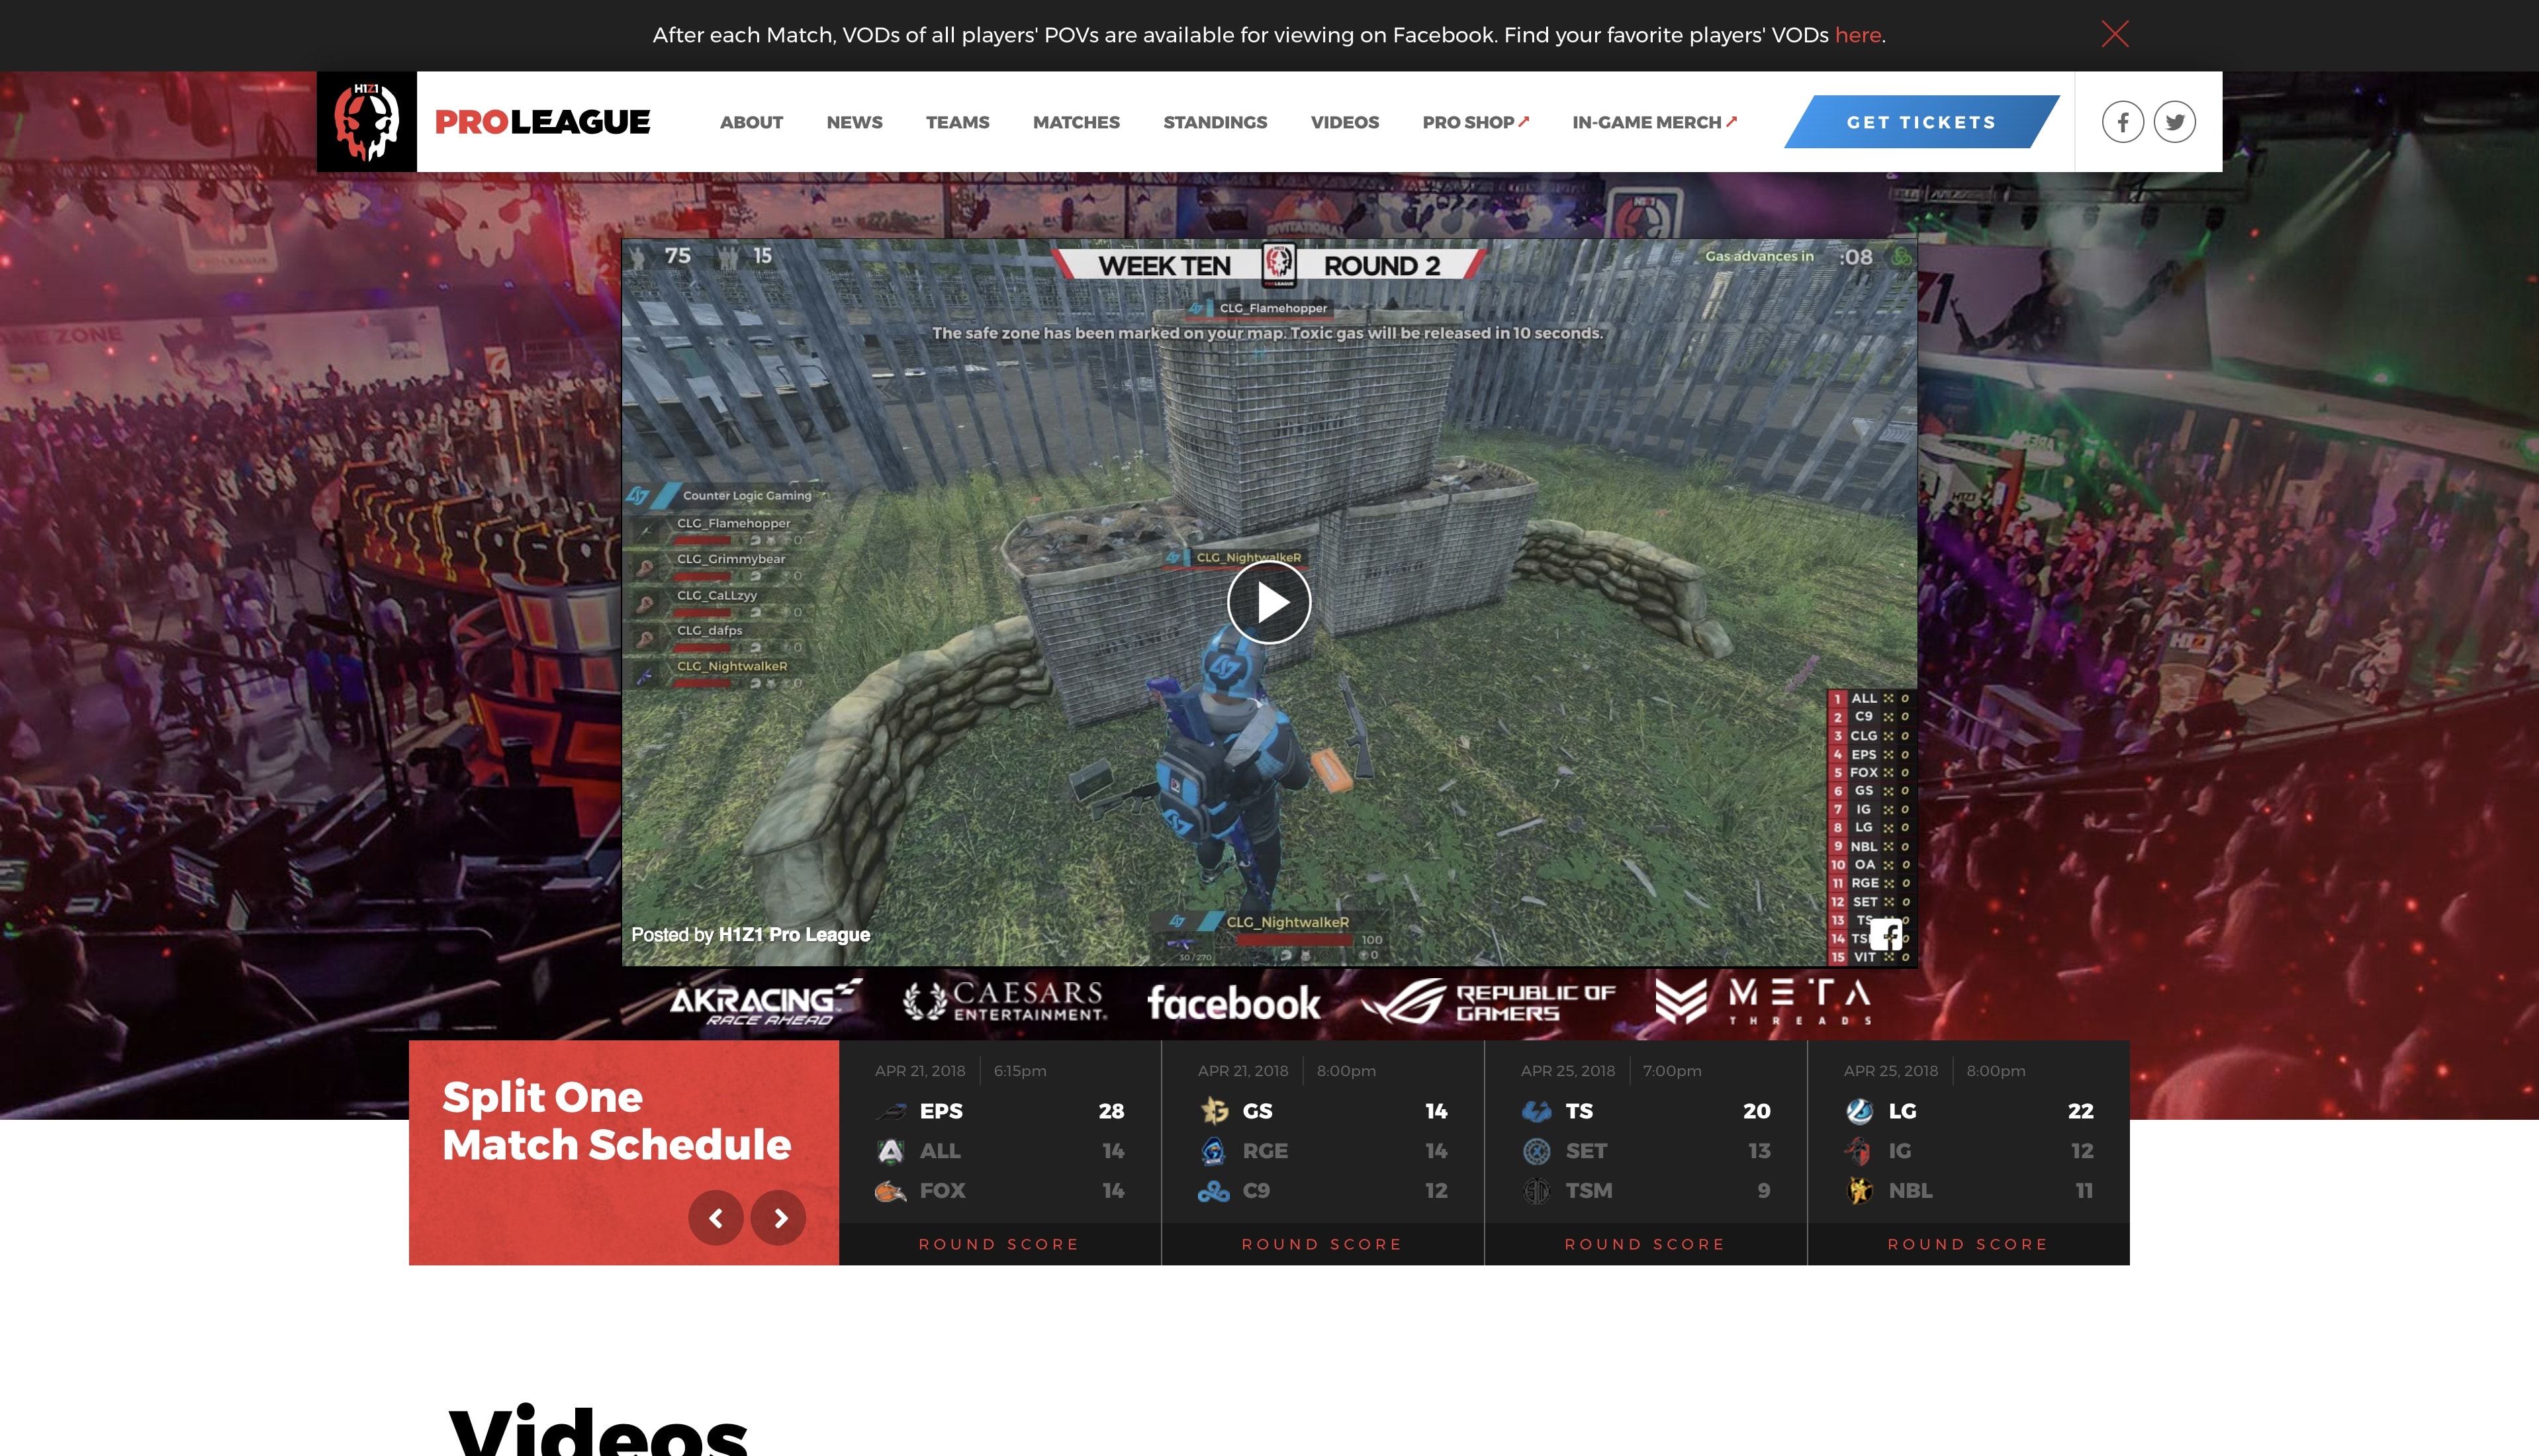 After each Match, VODs of all players' POVs are available for viewing on Facebook. Find your favorite players' VODs here.
H1Z1
PROLEAGUE
ABOUT NEWS TEAMS MATCHES STANDINGS VIDEOS PRO SHOP IN-GAME MERCH
GET TICKETS
INVITATIONAL
75 15
WEEK TEN ROUND 2
Gas advances in :08
CLG_Flamehopper
The safe zone has been marked on your map. Toxic gas will be released in 10 seconds.
Counter Logic Gaming
CLG_Flamehopper
0
CLG_Grimmybear
0
CLG_CaLLzyy
0
CLG_dafps
0
CLG_NightwalkeR
0
CLG_NightwalkeR
1 ALL 0
2 C9 0
3 CLG 0
4 EPS 0
5 FOX 0
6 GS 0
7 IG 0
8 LG 0
9 NBL 0
10 OA 0
11 RGE 0
12 SET 0
13 TS 0
14 TS 0
15 VIT 0
CLG_NightwalkeR
100
30 / 270 0
Posted by H1Z1 Pro League
AKRACING
RACE AHEAD
CAESARS
ENTERTAINMENT
facebook
REPUBLIC OF
GAMERS
META
THREADS
Split One
Match Schedule
APR 21, 2018 6:15pm
EPS 28
ALL 14
FOX 14
ROUND SCORE
APR 21, 2018 8:00pm
GS 14
RGE 14
C9 12
ROUND SCORE
APR 25, 2018 7:00pm
TS 20
SET 13
TSM 9
ROUND SCORE
APR 25, 2018 8:00pm
LG 22
IG 12
NBL 11
ROUND SCORE
Videos